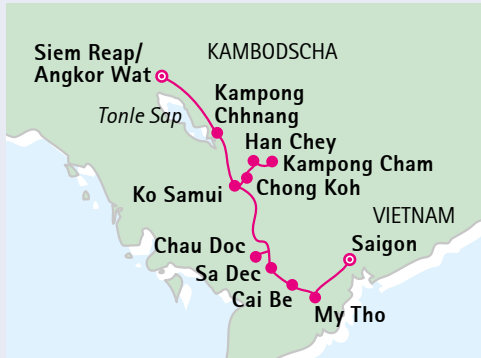 Siem Reap/
Angkor Wat
KAMBODSCHA
Tonle Sap
Kampong
Chhnang
Han Chey
Kampong Cham
Chong Koh
Ko Samui
VIETNAM
Saigon
Chau Doc
Sa Dec
Cai Be
My Tho